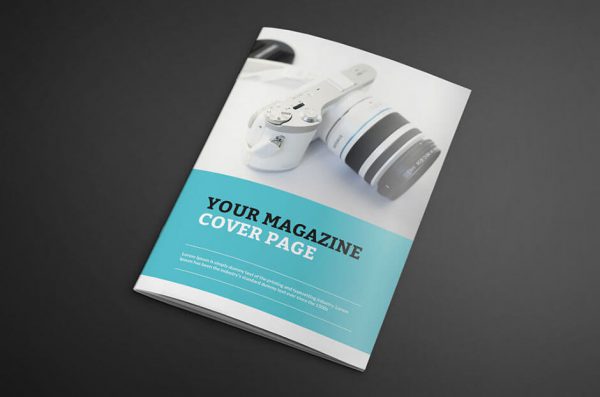 YOUR MAGAZINE
COVER PAGE
Lorem Ipsum is simply dummy text of the printing and typesetting industry. Lorem
Ipsum has been the industry's standard dummy text ever since the 1500s